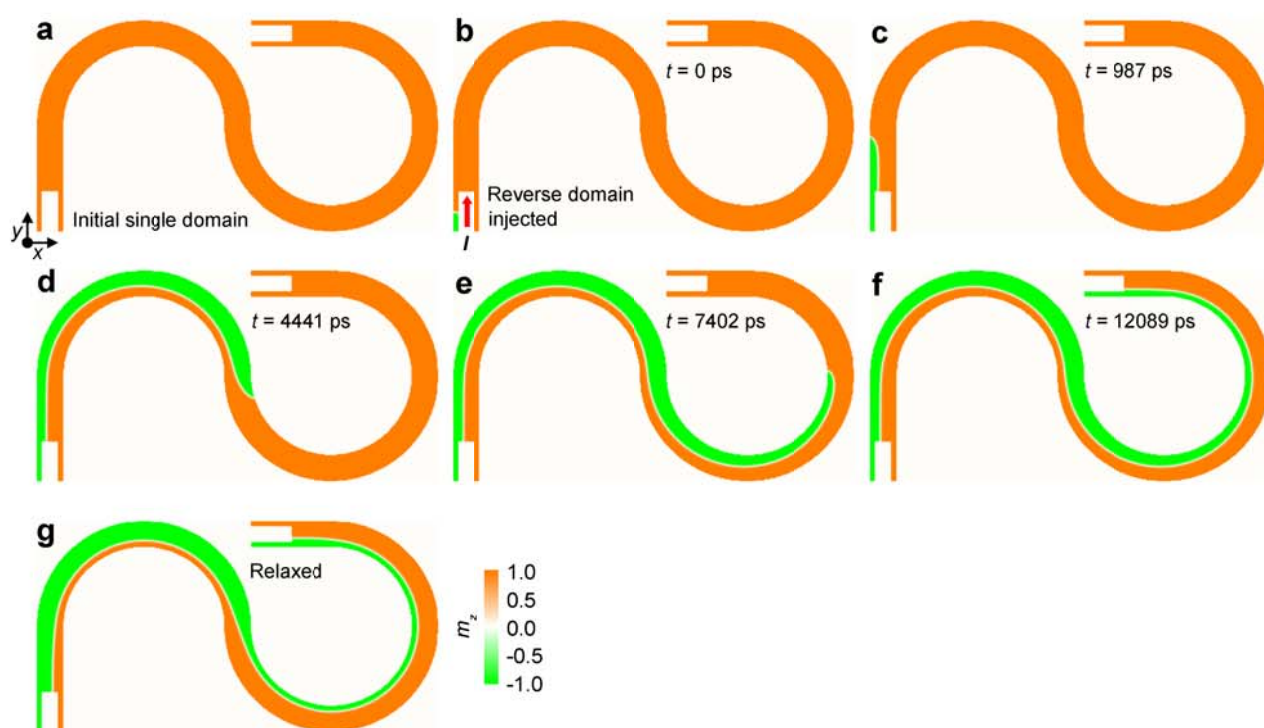 a
Initial single domain
y
x
b
t = 0 ps
Reverse domain
injected
I
c
t = 987 ps
d
t = 4441 ps
e
t = 7402 ps
f
t = 12089 ps
g
Relaxed
m_z
1.0
0.5
0.0
-0.5
-1.0